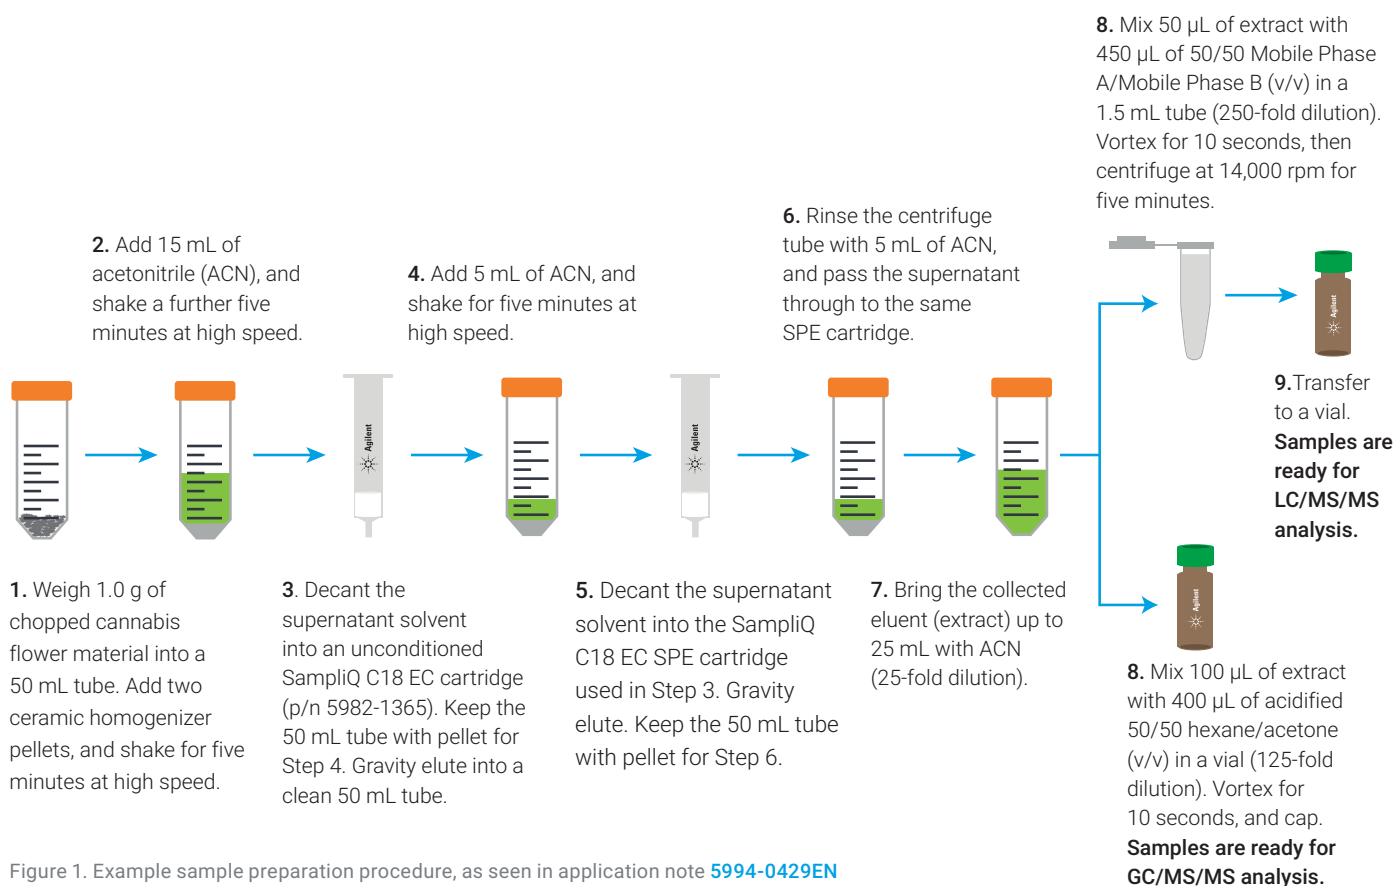 1. Weigh 1.0 g of
chopped cannabis
flower material into a
50 mL tube. Add two
ceramic homogenizer
pellets, and shake for five
minutes at high speed.
2. Add 15 mL of
acetonitrile (ACN), and
shake a further five
minutes at high speed.
3. Decant the
supernatant solvent
into an unconditioned
SampliQ C18 EC cartridge
(p/n 5982-1365). Keep the
50 mL tube with pellet for
Step 4. Gravity elute into a
clean 50 mL tube.
Agilent
4. Add 5 mL of ACN, and
shake for five minutes at
high speed.
5. Decant the supernatant
solvent into the SampliQ
C18 EC SPE cartridge
used in Step 3. Gravity
elute. Keep the 50 mL tube
with pellet for Step 6.
Agilent
6. Rinse the centrifuge
tube with 5 mL of ACN,
and pass the supernatant
through to the same
SPE cartridge.
7. Bring the collected
eluent (extract) up to
25 mL with ACN
(25-fold dilution).
8. Mix 50 µL of extract with
450 µL of 50/50 Mobile Phase
A/Mobile Phase B (v/v) in a
1.5 mL tube (250-fold dilution).
Vortex for 10 seconds, then
centrifuge at 14,000 rpm for
five minutes.
Agilent
9.Transfer
to a vial.
Samples are
ready for
LC/MS/MS
analysis.
Agilent
8. Mix 100 µL of extract
with 400 µL of acidified
50/50 hexane/acetone
(v/v) in a vial (125-fold
dilution). Vortex for
10 seconds, and cap.
Samples are ready for
GC/MS/MS analysis.
Figure 1. Example sample preparation procedure, as seen in application note 5994-0429EN